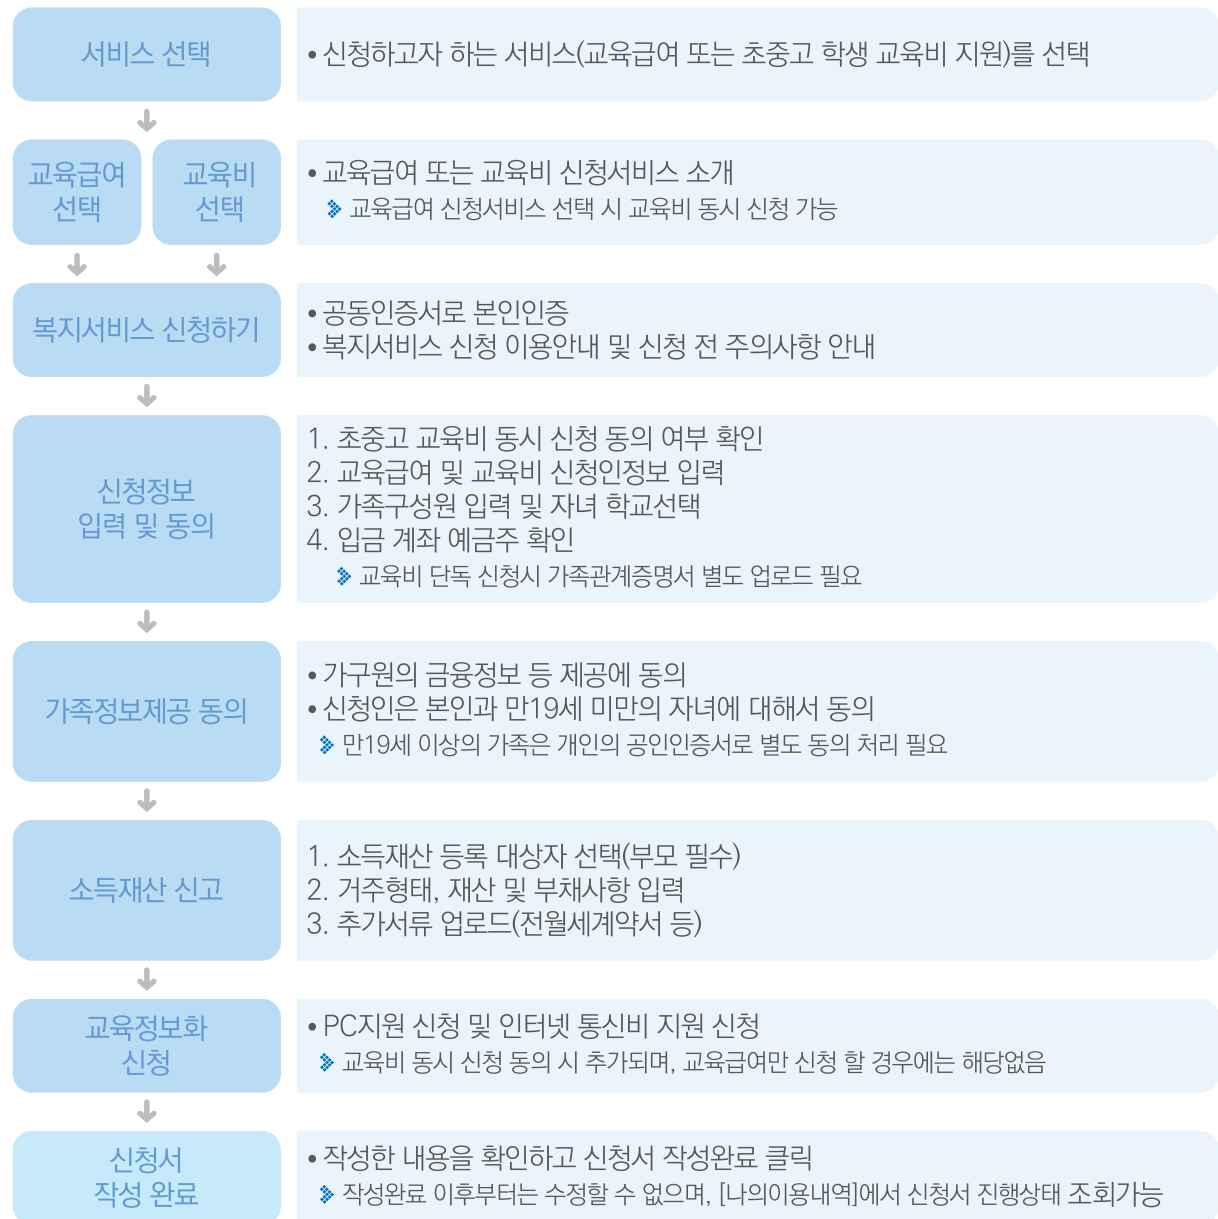 서비스 선택
• 신청하고자 하는 서비스(교육급여 또는 초중고 학생 교육비 지원)를 선택
교육급여
선택
교육비
선택
• 교육급여 또는 교육비 신청서비스 소개
교육급여 신청서비스 선택 시 교육비 동시 신청 가능
복지서비스 신청하기
• 공동인증서로 본인인증
• 복지서비스 신청 이용안내 및 신청 전 주의사항 안내
신청정보
입력 및 동의
1. 초중고 교육비 동시 신청 동의 여부 확인
2. 교육급여 및 교육비 신청인정보 입력
3. 가족구성원 입력 및 자녀 학교선택
4. 입금 계좌 예금주 확인
교육비 단독 신청시 가족관계증명서 별도 업로드 필요
가족정보제공 동의
• 가구원의 금융정보 등 제공에 동의
• 신청인은 본인과 만19세 미만의 자녀에 대해서 동의
만19세 이상의 가족은 개인의 공인인증서로 별도 동의 처리 필요
소득재산 신고
1. 소득재산 등록 대상자 선택(부모 필수)
2. 거주형태, 재산 및 부채사항 입력
3. 추가서류 업로드(전월세계약서 등)
교육정보화
신청
• PC지원 신청 및 인터넷 통신비 지원 신청
교육비 동시 신청 동의 시 추가되며, 교육급여만 신청 할 경우에는 해당없음
신청서
작성 완료
• 작성한 내용을 확인하고 신청서 작성완료 클릭
작성완료 이후부터는 수정할 수 없으며, [나의이용내역]에서 신청서 진행상태 조회가능